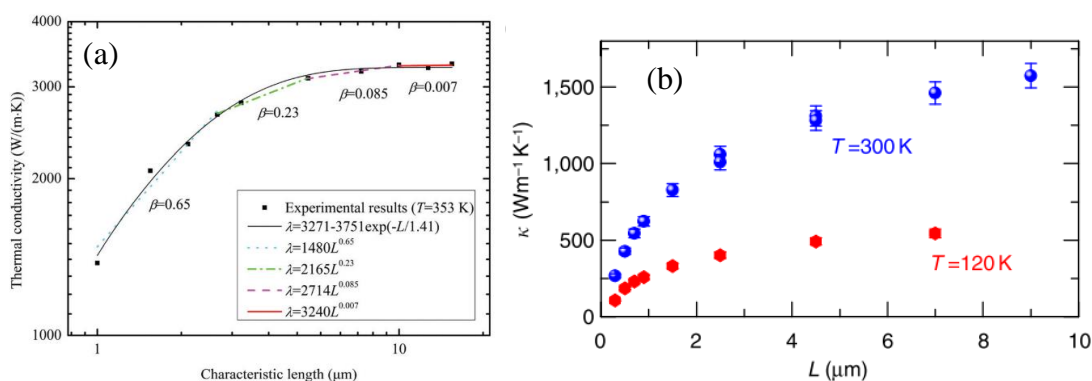 (a)
4000
3000
2000
1000
Thermal conductivity (W/(m·K))
β=0.65
β=0.23
β=0.085
β=0.007
Experimental results (T=353 K)
λ=3271-3751exp(-L/1.41)
λ=1480L^0.65
λ=2165L^0.23
λ=2714L^0.085
λ=3240L^0.007
1
10
Characteristic length (μm)
(b)
1,500
1,000
500
0
κ (Wm⁻¹ K⁻¹)
T =300 K
T =120 K
0
2
4
6
8
10
L (μm)